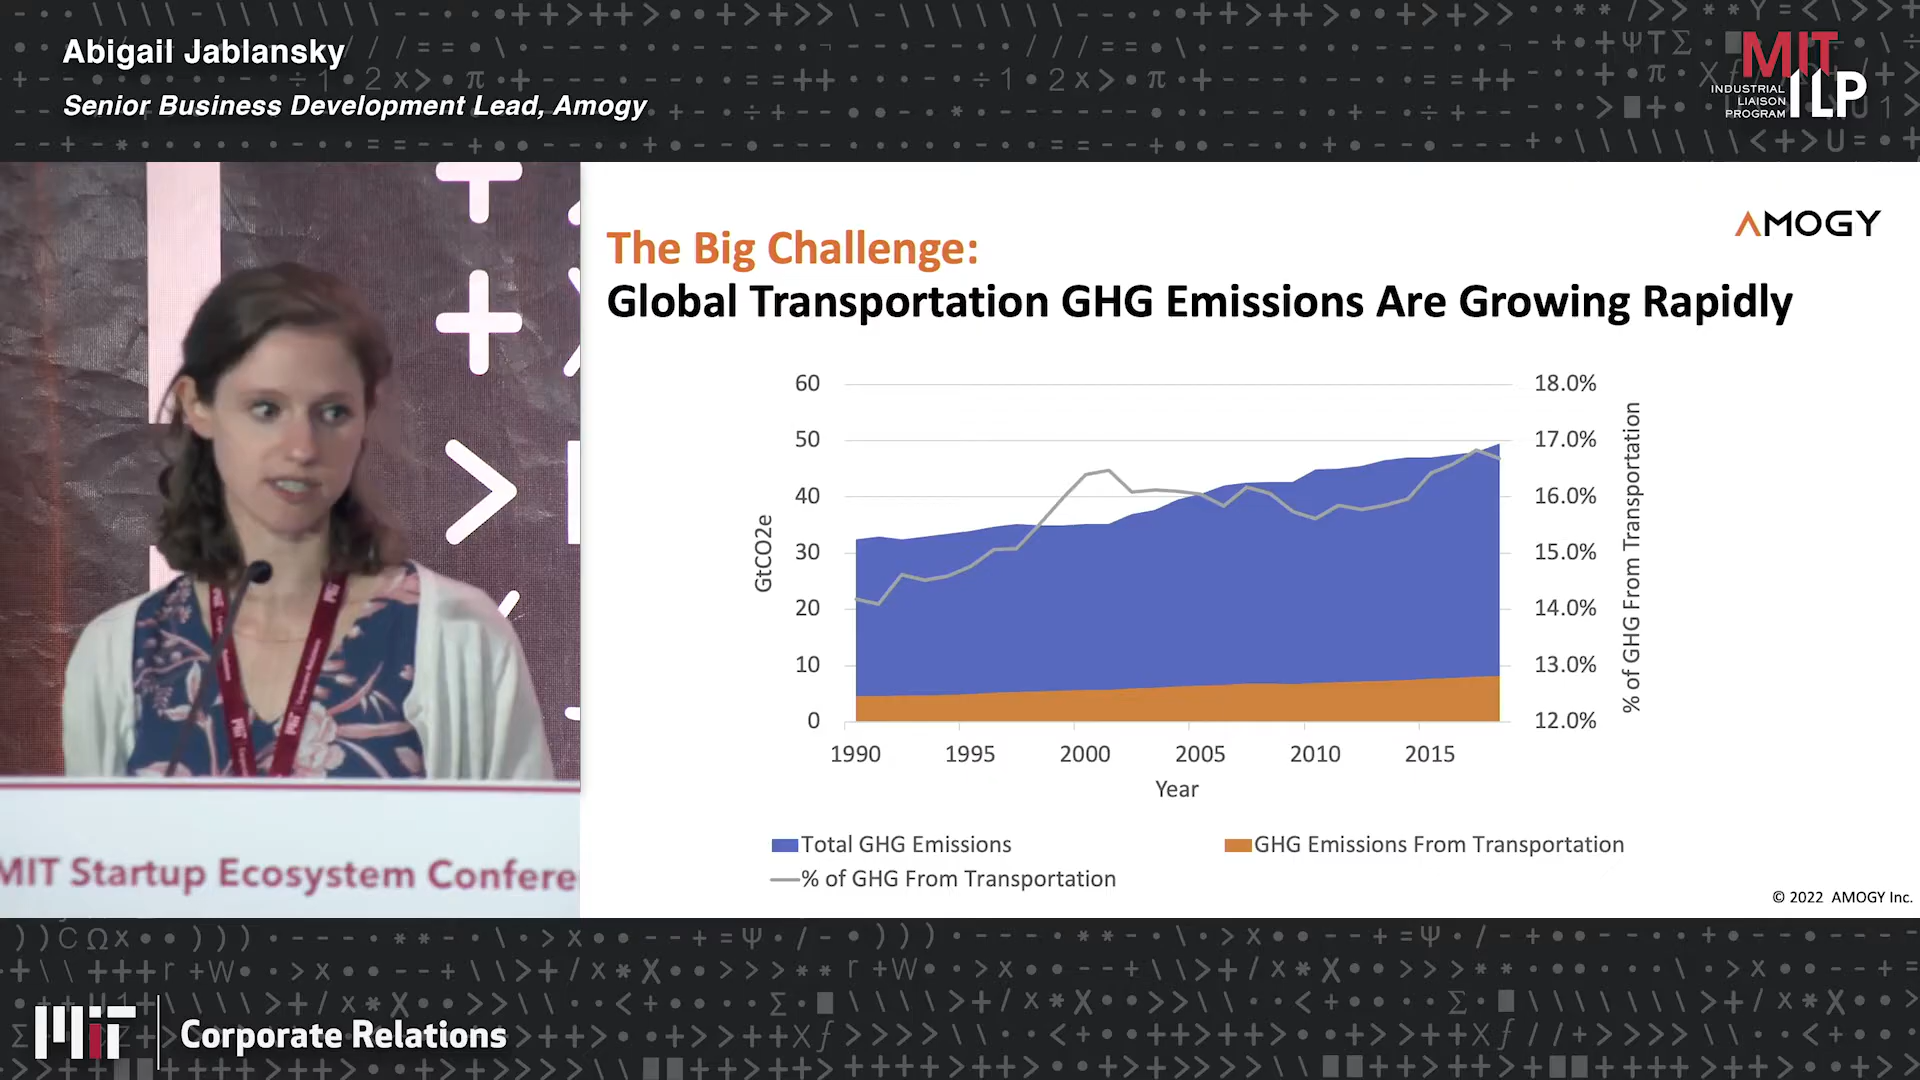 Abigail Jablansky
Senior Business Development Lead, Amogy
MIT
ILP
INDUSTRIAL
LIAISON
PROGRAM
AMOGY
The Big Challenge:
Global Transportation GHG Emissions Are Growing Rapidly
60
50
40
30
20
10
0
GtCO2e
18.0%
17.0%
16.0%
15.0%
14.0%
13.0%
12.0%
% of GHG From Transportation
1990 1995 2000 2005 2010 2015
Year
Total GHG Emissions
GHG Emissions From Transportation
% of GHG From Transportation
© 2022 AMOGY Inc.
MIT Startup Ecosystem Confere
MIT
Corporate Relations